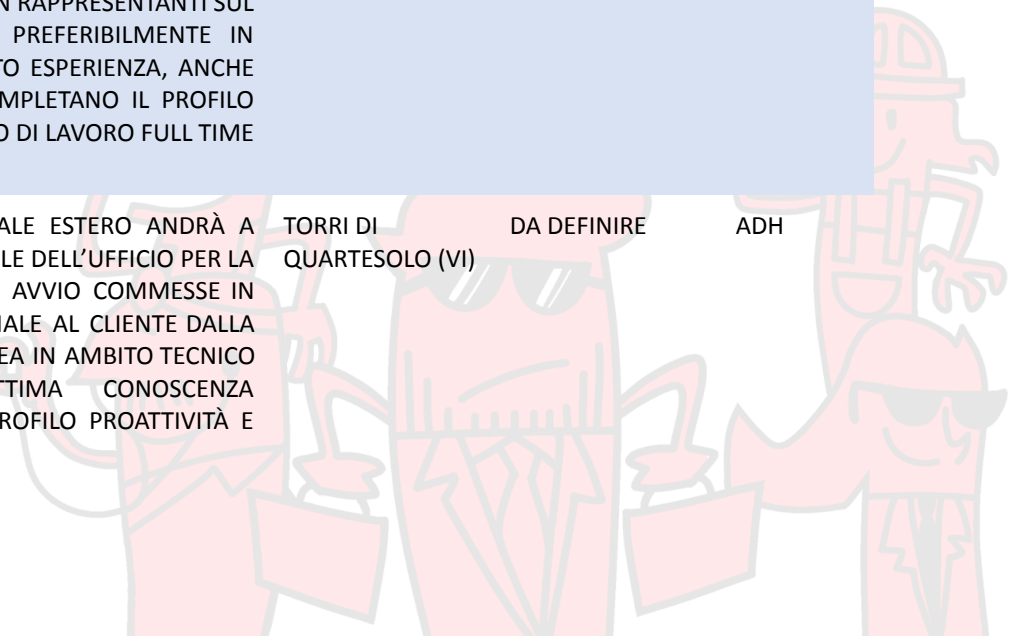 N RAPPRESENTANTI SUL
PREFERIBILMENTE IN
TO ESPERIENZA, ANCHE
MPLETANO IL PROFILO
O DI LAVORO FULL TIME
ALE ESTERO ANDRÀ A
LE DELL'UFFICIO PER LA
AVVIO COMMESSE IN
IALE AL CLIENTE DALLA
EA IN AMBITO TECNICO
TTIMA CONOSCENZA
ROFILO PROATTIVITÀ E
TORRI DI
QUARTESOLO (VI)
DA DEFINIRE
ADH